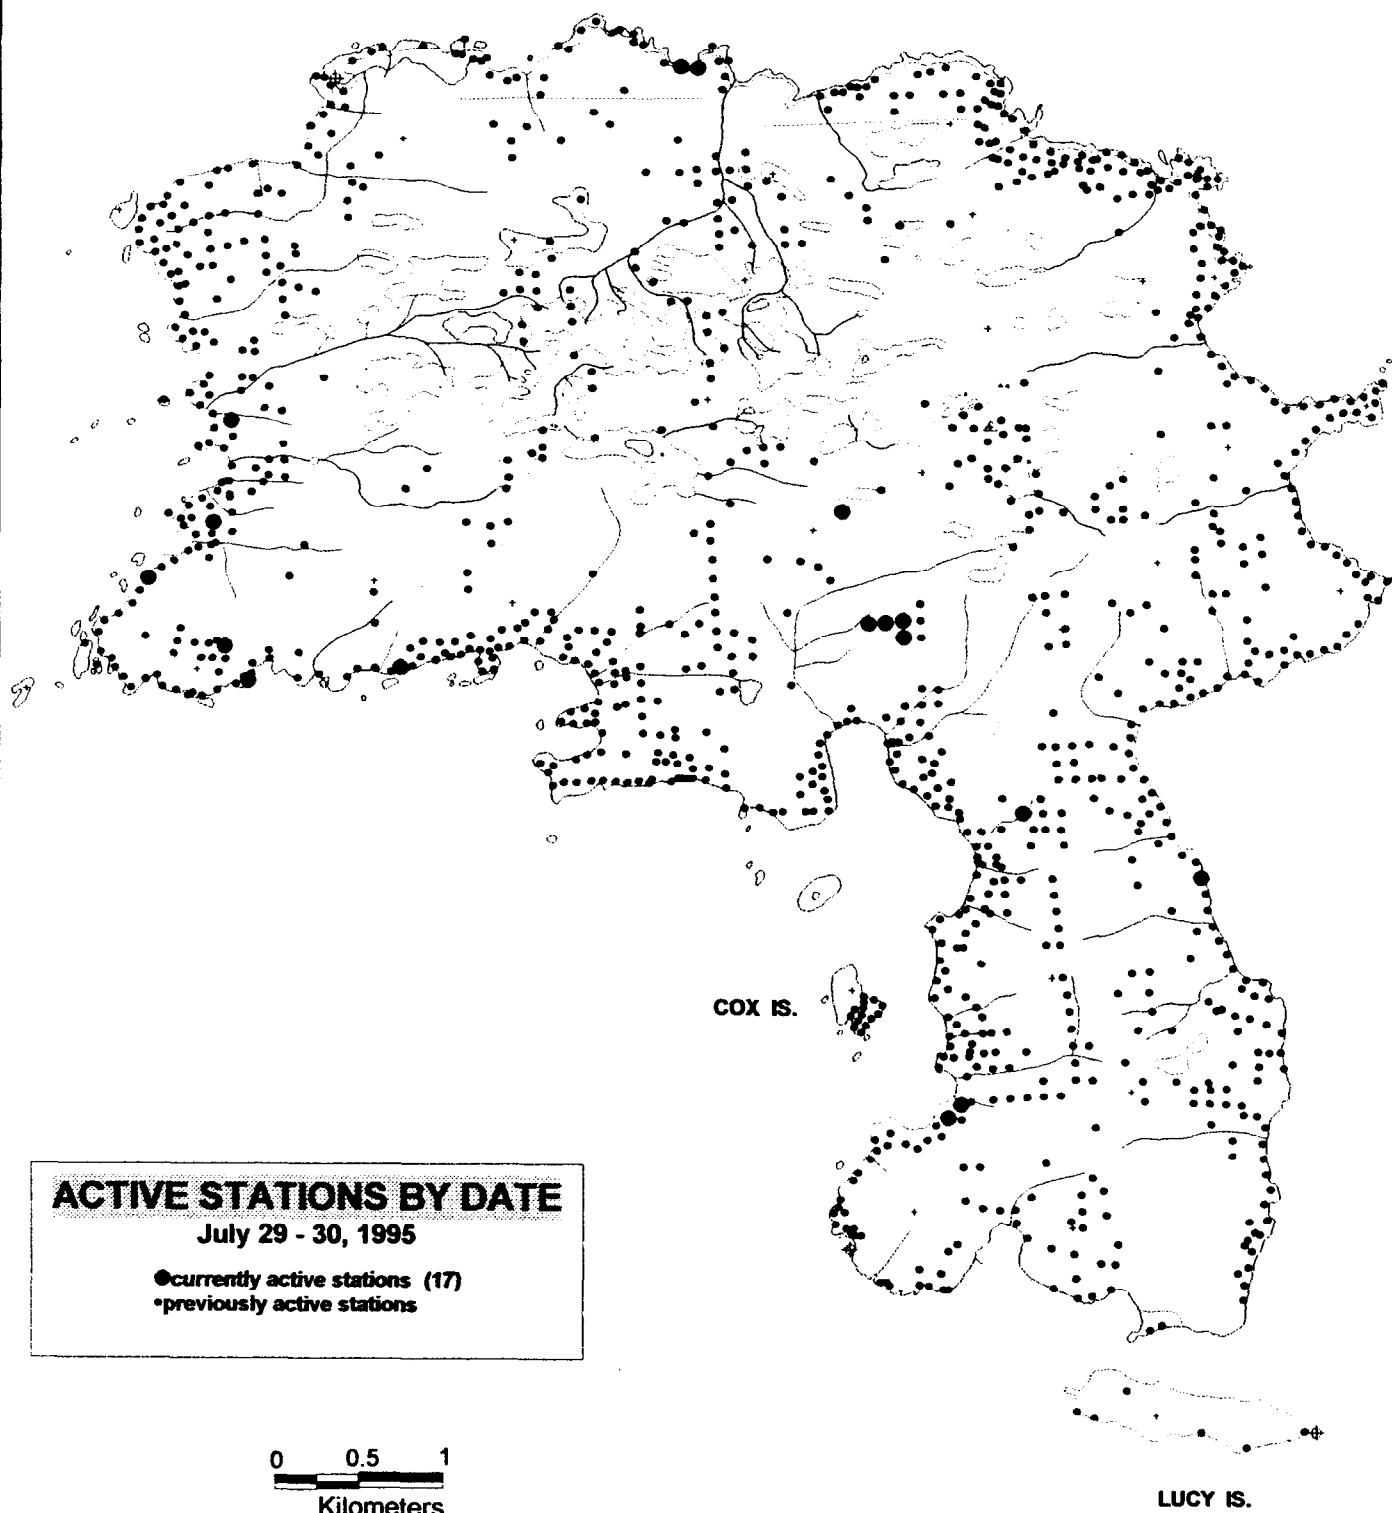 COX IS.
ACTIVE STATIONS BY DATE
July 29 - 30, 1995
●currently active stations (17)
•previously active stations
0 0.5 1
Kilometers
LUCY IS.